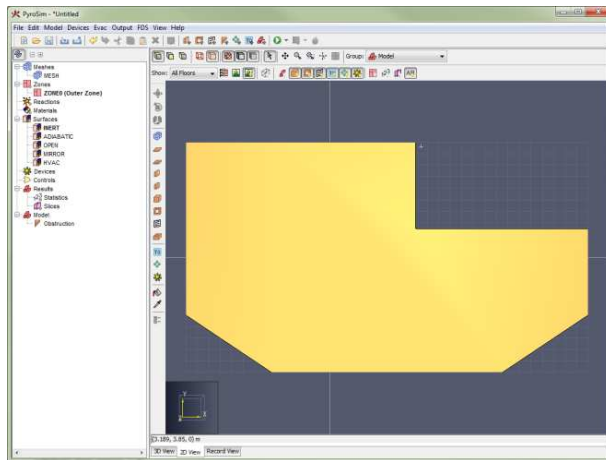 PyroSim - *Untitled
File Edit Model Devices Evac Output FDS View Help
Group: Model
Show: All Floors
Meshes
MESH
Zones
ZONE0 (Outer Zone)
Reactions
Materials
Surfaces
INERT
ADIABATIC
OPEN
MIRROR
HVAC
Devices
Controls
Results
Statistics
Slices
Model
Obstruction
Y
X
(3.189, 3.85, 0) m
3D View 2D View Record View